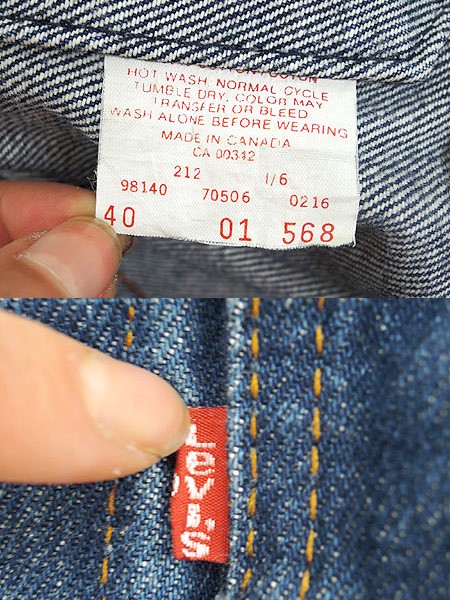 HOT WASH NORMAL CYCLE
TUMBLE DRY, COLOR MAY
TRANSFER OR BLEED
WASH ALONE BEFORE WEARING
MADE IN CANADA
CA 00342
212 1/6
98140 70506 0216
40 01 568
Levi's